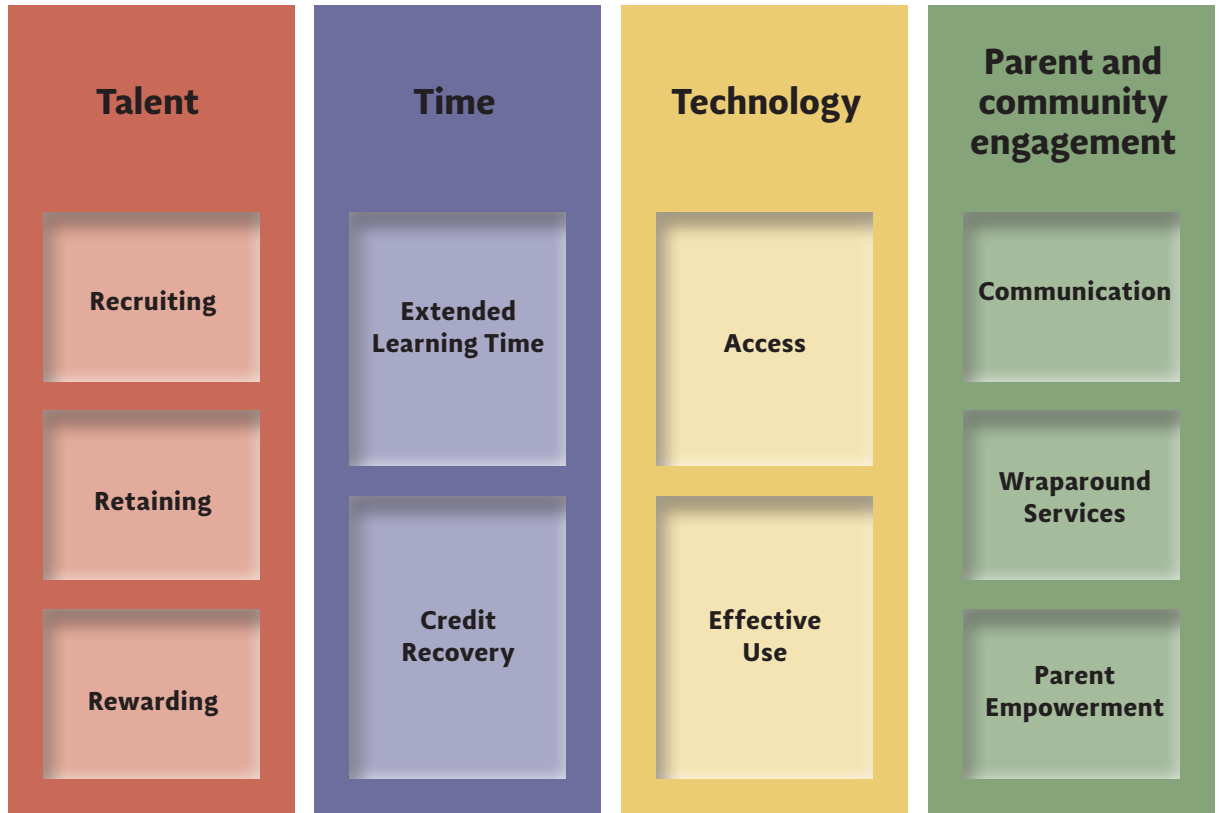 Talent
Recruiting
Retaining
Rewarding
Time
Extended
Learning Time
Credit
Recovery
Technology
Access
Effective
Use
Parent and
community
engagement
Communication
Wraparound
Services
Parent
Empowerment